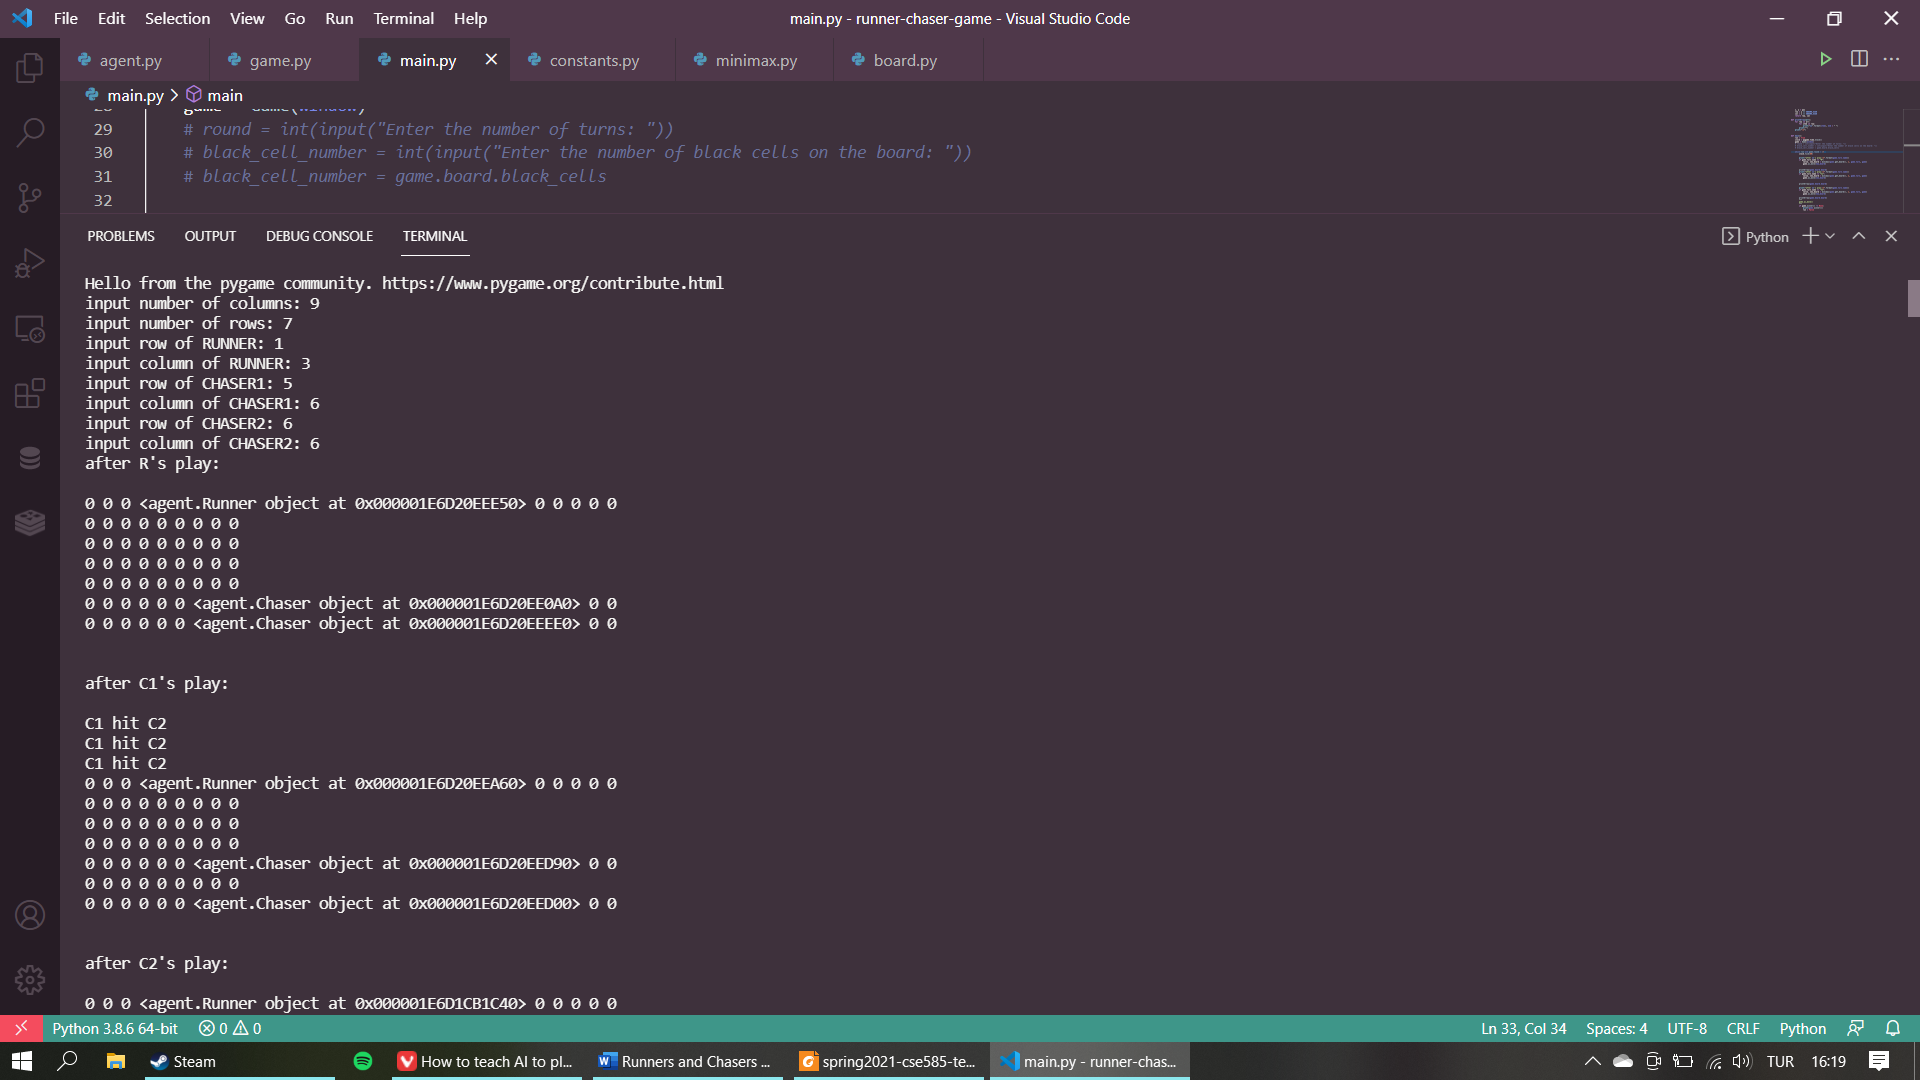 File Edit Selection View Go Run Terminal Help
main.py - runner-chaser-game - Visual Studio Code
agent.py game.py main.py constants.py minimax.py board.py
main.py > main
29 # round = int(input("Enter the number of turns: "))
30 # black_cell_number = int(input("Enter the number of black cells on the board: "))
31 # black_cell_number = game.board.black_cells
32
PROBLEMS OUTPUT DEBUG CONSOLE TERMINAL
Python
Hello from the pygame community. https://www.pygame.org/contribute.html
input number of columns: 9
input number of rows: 7
input row of RUNNER: 1
input column of RUNNER: 3
input row of CHASER1: 5
input column of CHASER1: 6
input row of CHASER2: 6
input column of CHASER2: 6
after R's play:
0 0 0 <agent.Runner object at 0x000001E6D20EEE50> 0 0 0 0 0
0 0 0 0 0 0 0 0 0
0 0 0 0 0 0 0 0 0
0 0 0 0 0 0 0 0 0
0 0 0 0 0 0 0 0 0
0 0 0 0 0 0 <agent.Chaser object at 0x000001E6D20EE0A0> 0 0
0 0 0 0 0 0 <agent.Chaser object at 0x000001E6D20EEEE0> 0 0
after C1's play:
C1 hit C2
C1 hit C2
C1 hit C2
0 0 0 <agent.Runner object at 0x000001E6D20EEA60> 0 0 0 0 0
0 0 0 0 0 0 0 0 0
0 0 0 0 0 0 0 0 0
0 0 0 0 0 0 0 0 0
0 0 0 0 0 0 <agent.Chaser object at 0x000001E6D20EED90> 0 0
0 0 0 0 0 0 0 0 0
0 0 0 0 0 0 <agent.Chaser object at 0x000001E6D20EED00> 0 0
after C2's play:
0 0 0 <agent.Runner object at 0x000001E6D1CB1C40> 0 0 0 0 0
Python 3.8.6 64-bit 0 0
Ln 33, Col 34 Spaces: 4 UTF-8 CRLF Python
Steam
How to teach AI to pl...
Runners and Chasers ...
spring2021-cse585-te...
main.py - runner-chas...
TUR 16:19